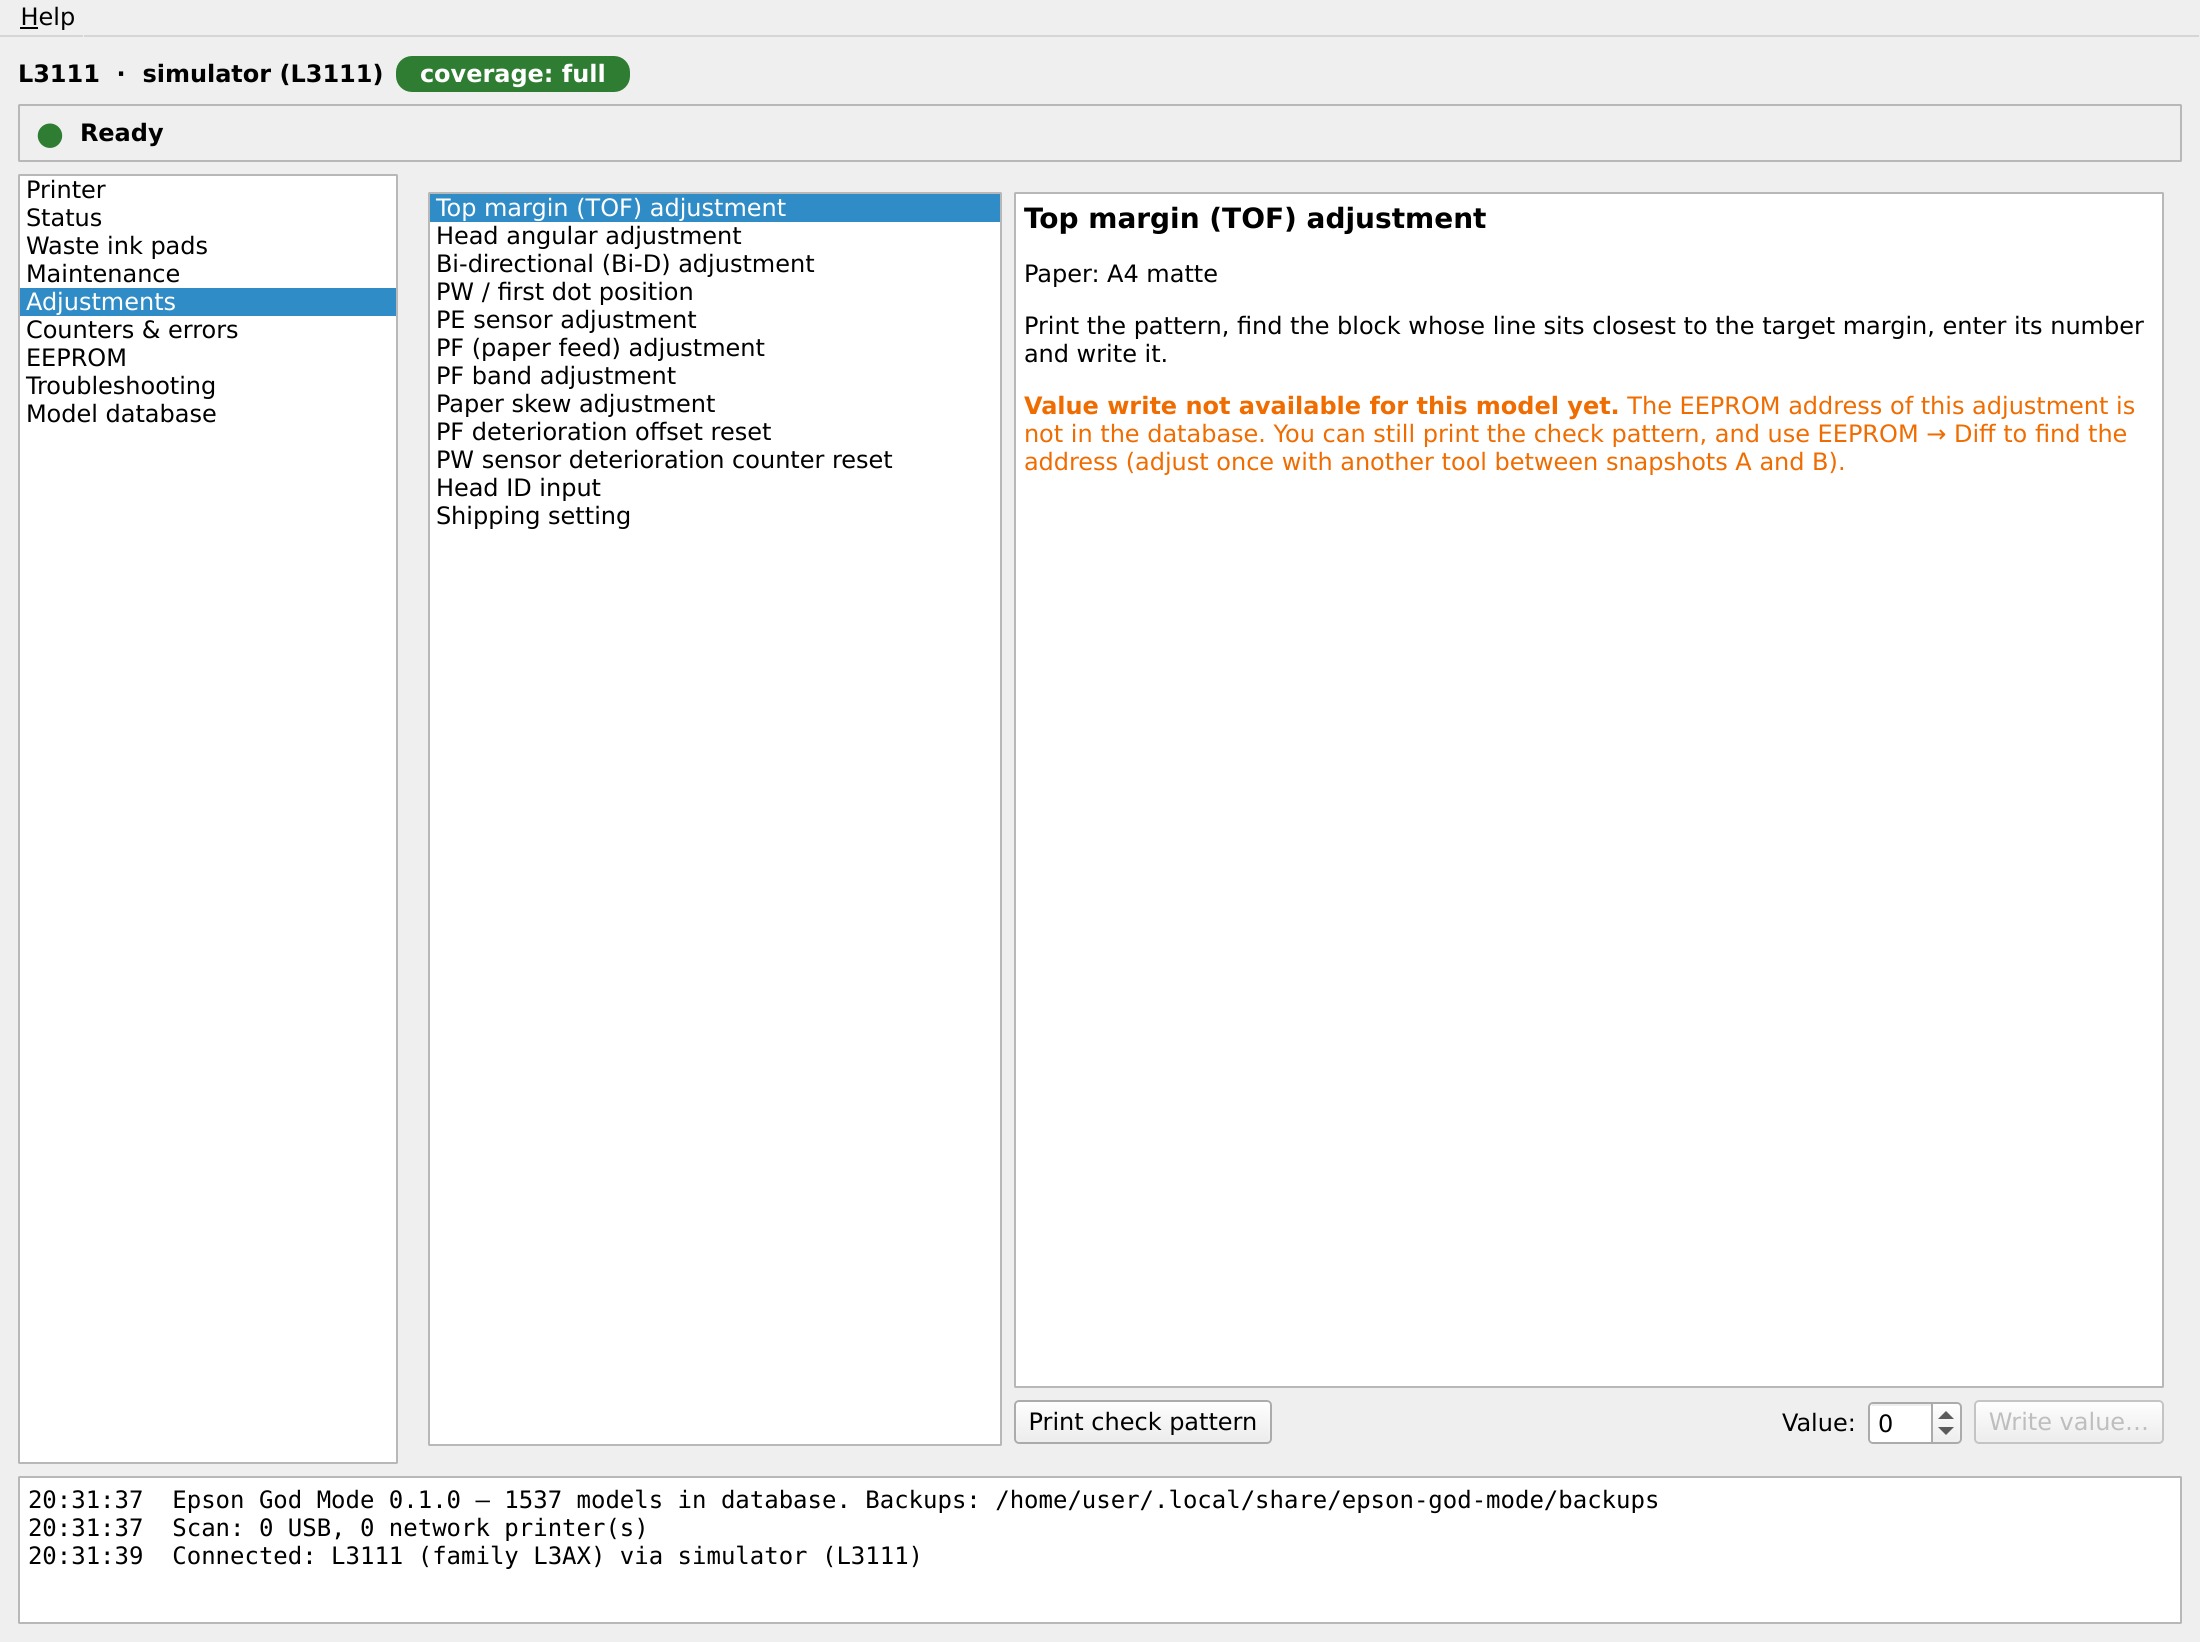 Help
L3111 · simulator (L3111) coverage: full
Ready
Printer
Status
Waste ink pads
Maintenance
Adjustments
Counters & errors
EEPROM
Troubleshooting
Model database
Top margin (TOF) adjustment
Head angular adjustment
Bi-directional (Bi-D) adjustment
PW / first dot position
PE sensor adjustment
PF (paper feed) adjustment
PF band adjustment
Paper skew adjustment
PF deterioration offset reset
PW sensor deterioration counter reset
Head ID input
Shipping setting
Top margin (TOF) adjustment
Paper: A4 matte
Print the pattern, find the block whose line sits closest to the target margin, enter its number
and write it.
Value write not available for this model yet. The EEPROM address of this adjustment is
not in the database. You can still print the check pattern, and use EEPROM → Diff to find the
address (adjust once with another tool between snapshots A and B).
Print check pattern
Value: 0 Write value...
20:31:37 Epson God Mode 0.1.0 — 1537 models in database. Backups: /home/user/.local/share/epson-god-mode/backups
20:31:37 Scan: 0 USB, 0 network printer(s)
20:31:39 Connected: L3111 (family L3AX) via simulator (L3111)